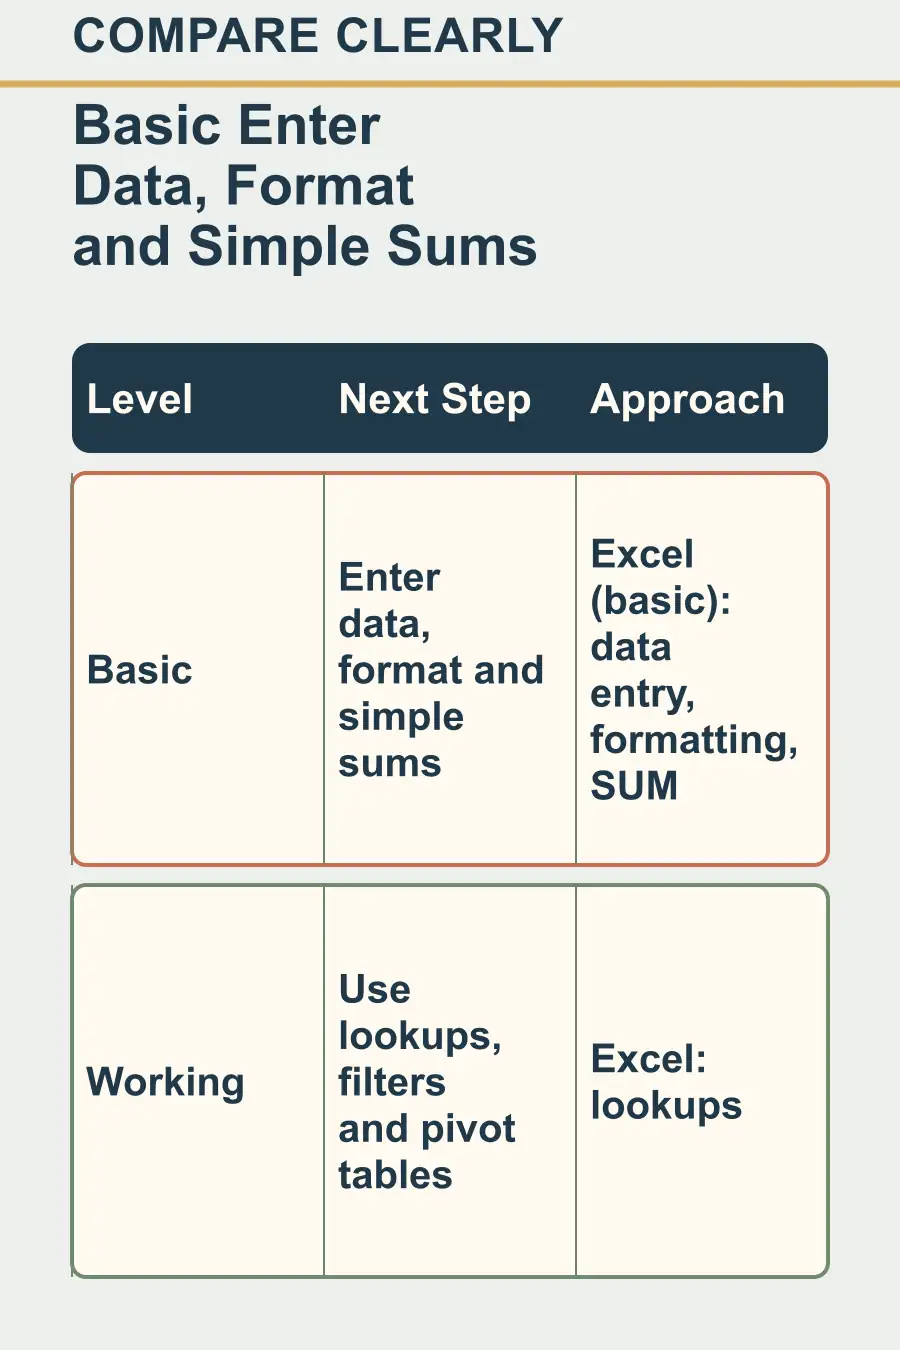 COMPARE CLEARLY
Basic Enter
Data, Format
and Simple Sums
Level
Next Step
Approach
Basic
Enter
data,
format and
simple
sums
Excel
(basic):
data
entry,
formatting,
SUM
Working
Use
lookups,
filters
and pivot
tables
Excel:
lookups